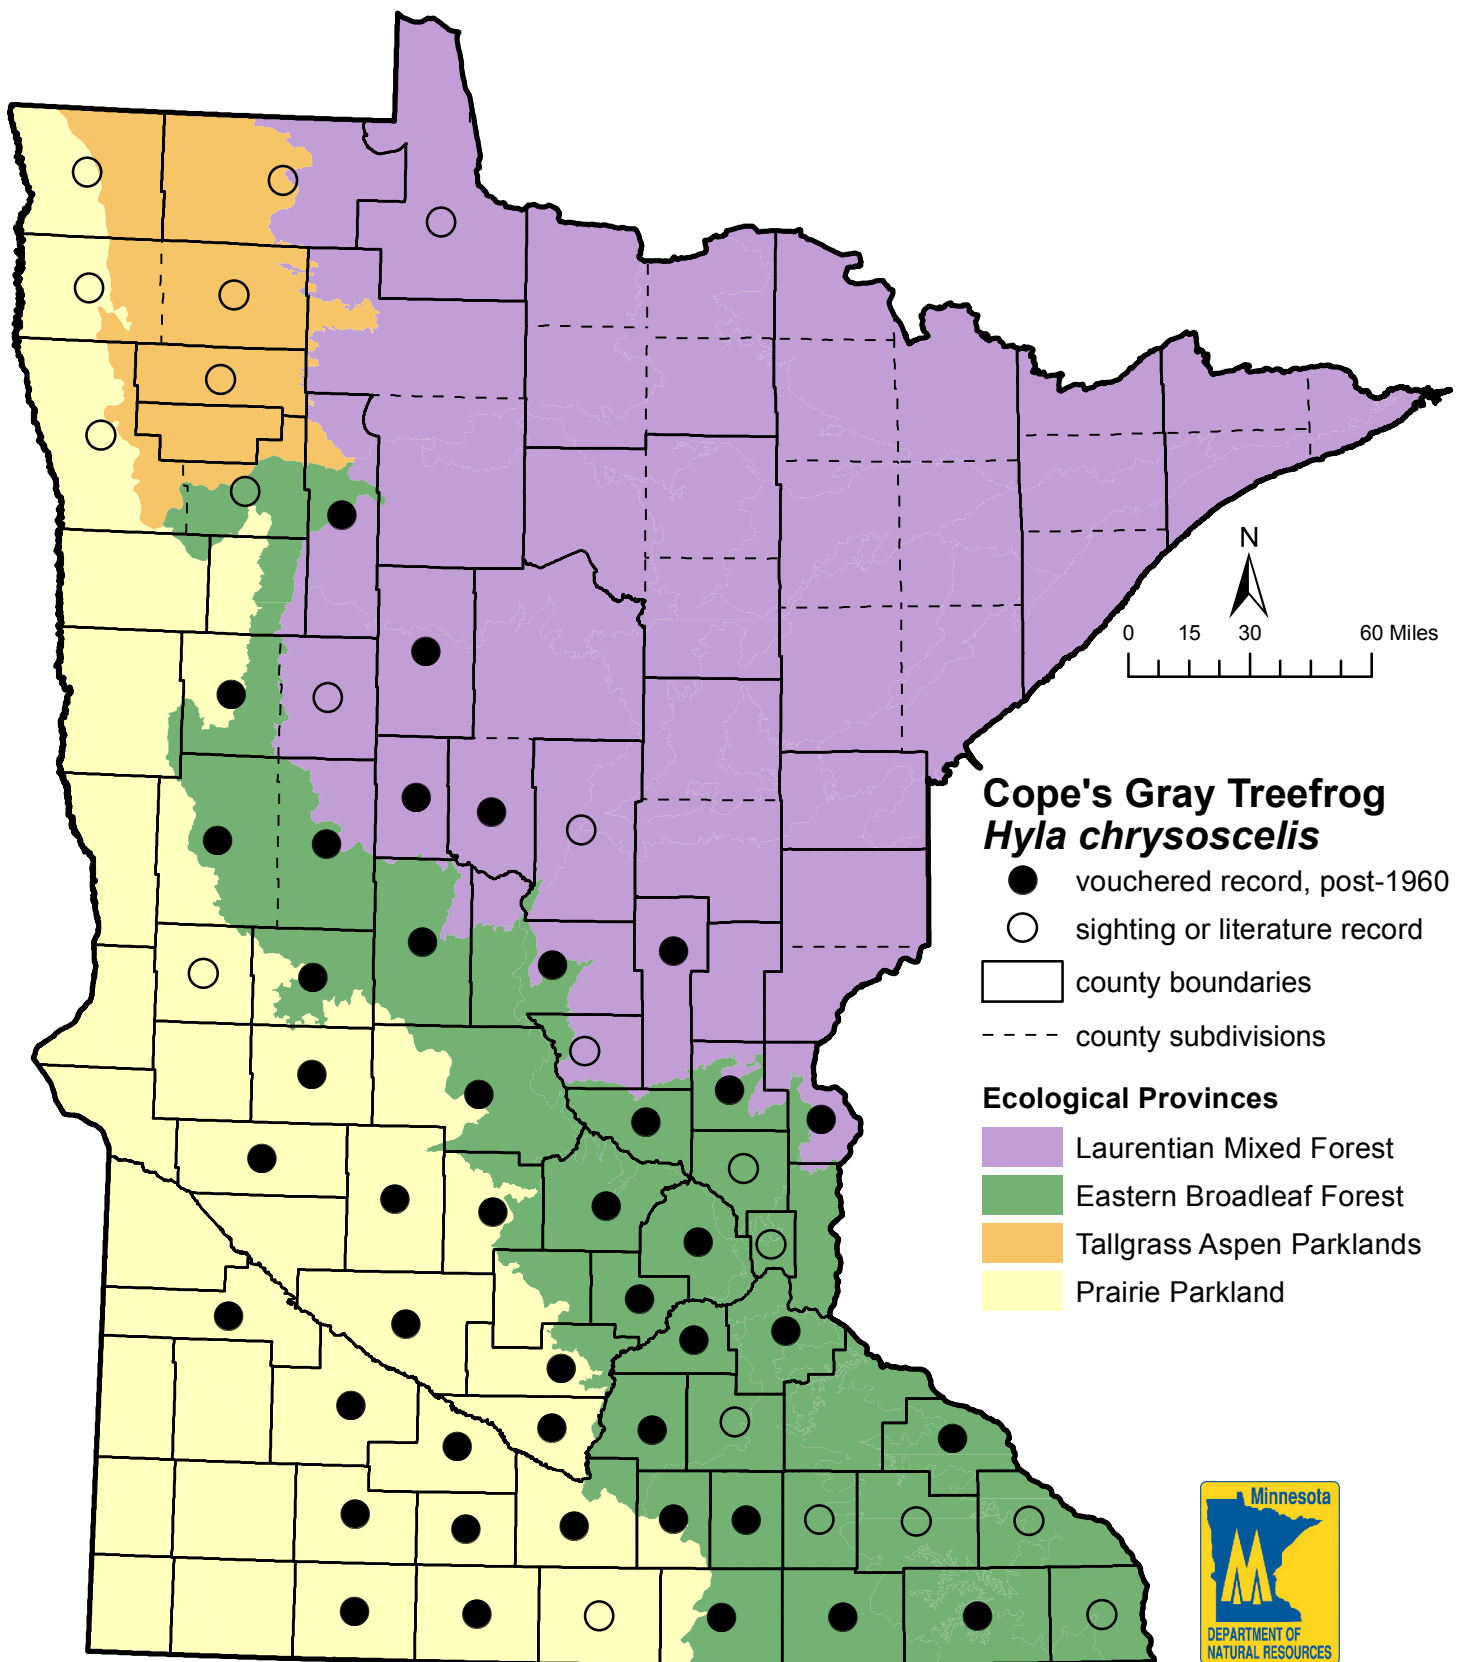 N
0 15 30 60 Miles
Cope's Gray Treefrog
Hyla chrysoscelis
vouchered record, post-1960
sighting or literature record
county boundaries
county subdivisions
Ecological Provinces
Laurentian Mixed Forest
Eastern Broadleaf Forest
Tallgrass Aspen Parklands
Prairie Parkland
Minnesota
DEPARTMENT OF
NATURAL RESOURCES